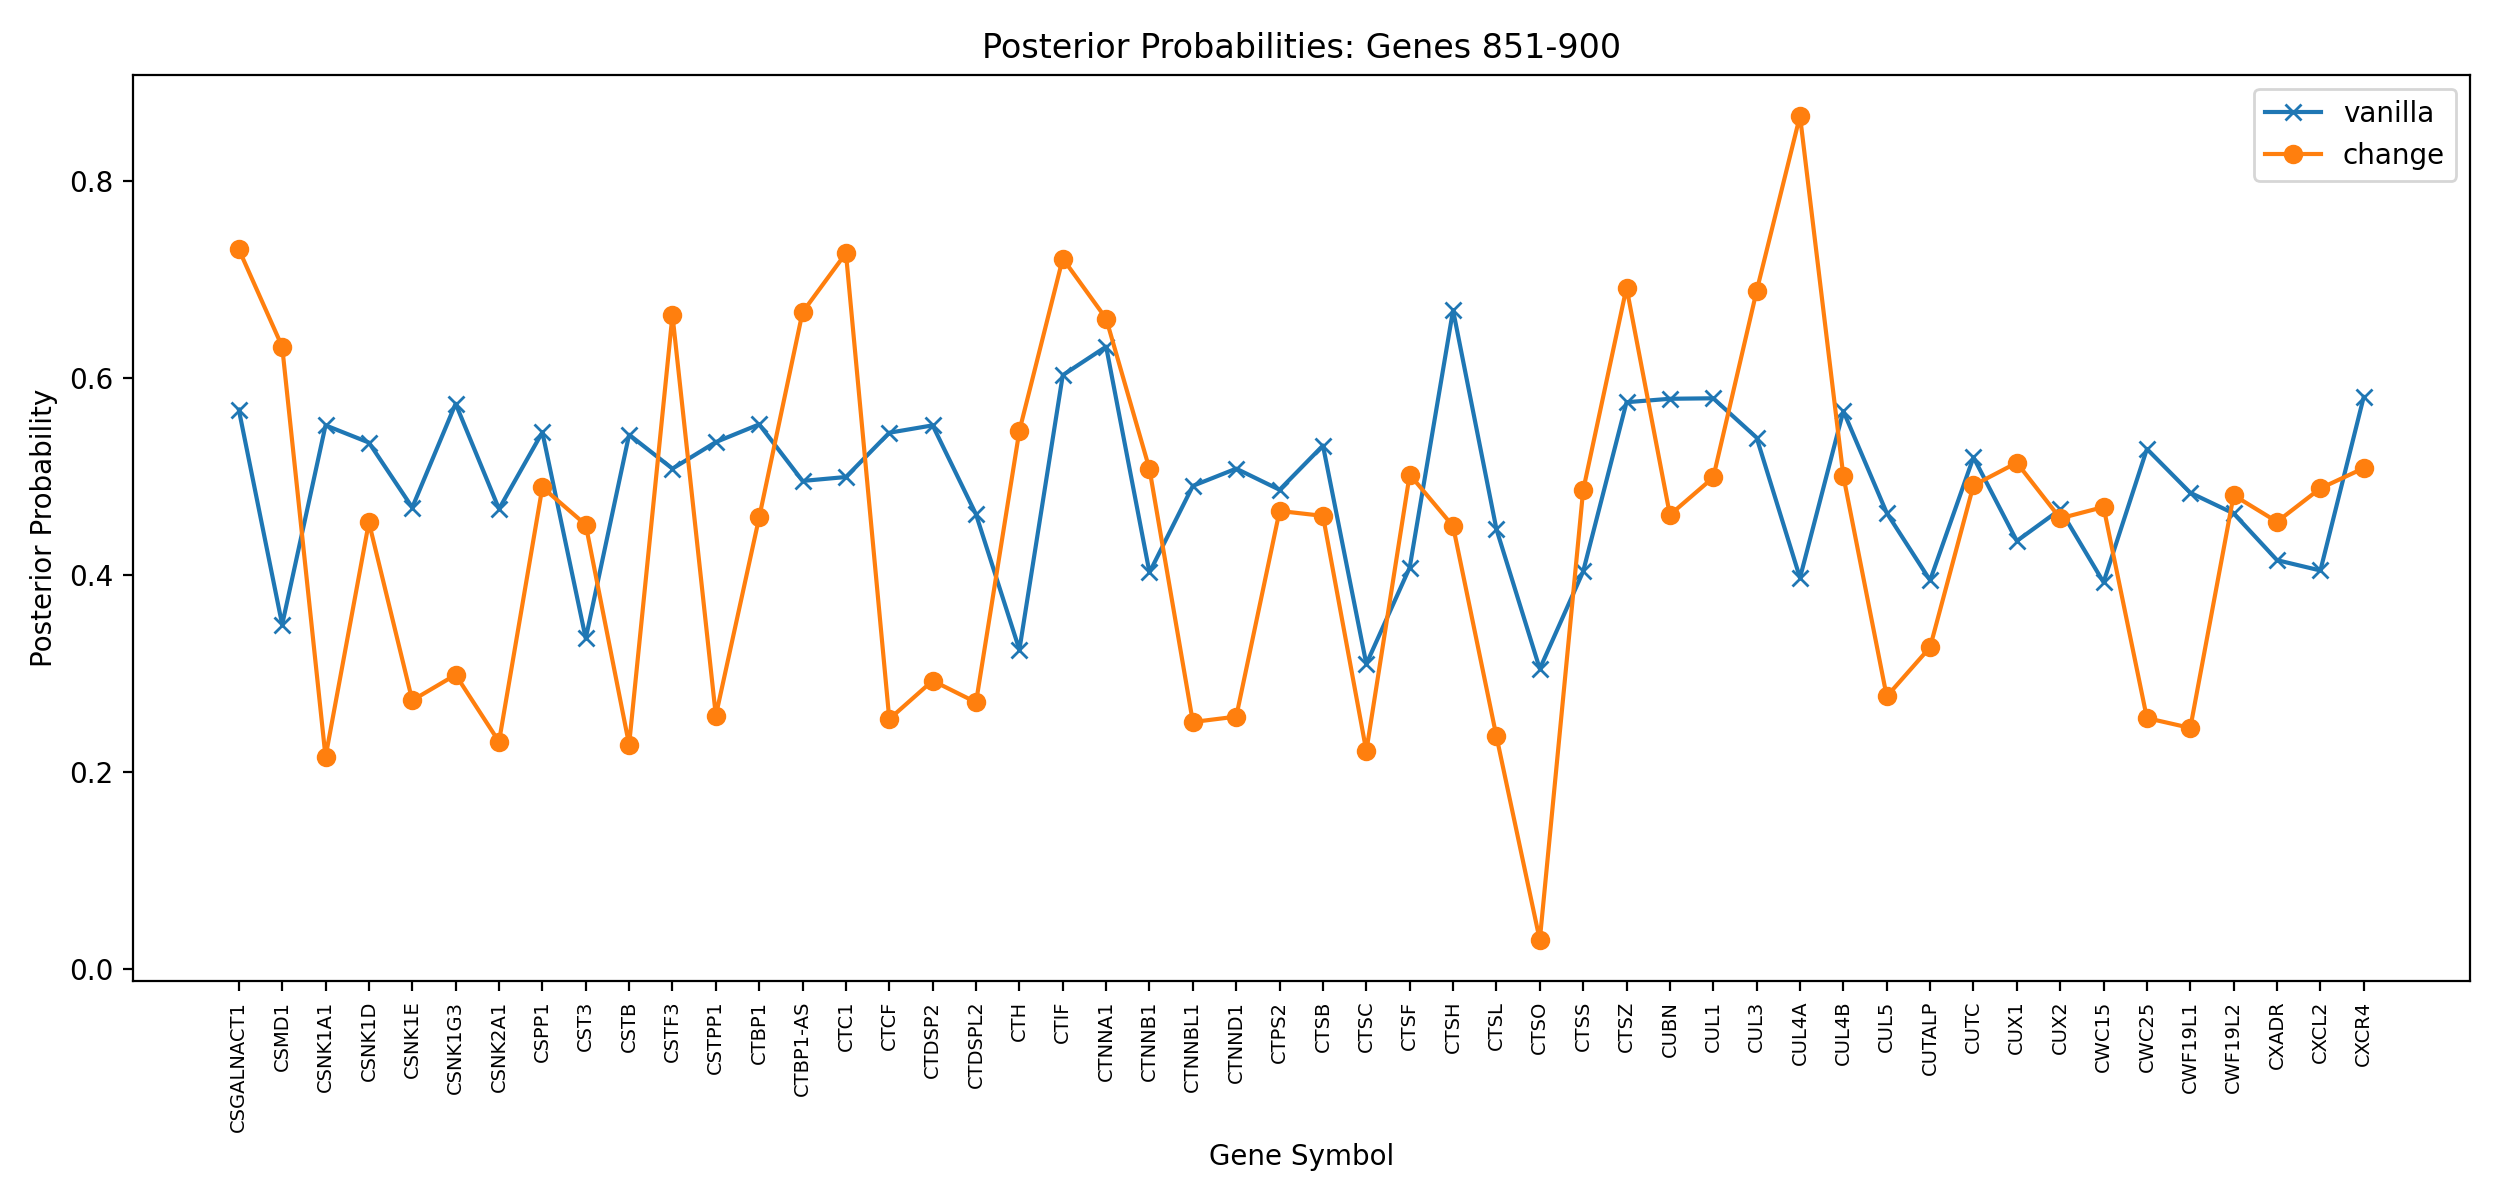 Posterior Probabilities: Genes 851-900
vanilla
change
Posterior Probability
0.8
0.6
0.4
0.2
0.0
CSGALNACT1
CSMD1
CSNK1A1
CSNK1D
CSNK1E
CSNK1G3
CSNK2A1
CSPP1
CST3
CSTB
CSTF3
CSTPP1
CTBP1
CTBP1-AS
CTC1
CTCF
CTDSP2
CTDSPL2
CTH
CTIF
CTNNA1
CTNNB1
CTNNBL1
CTNND1
CTPS2
CTSB
CTSC
CTSF
CTSH
CTSL
CTSO
CTSS
CTSZ
CUBN
CUL1
CUL3
CUL4A
CUL4B
CUL5
CUTALP
CUTC
CUX1
CUX2
CWC15
CWC25
CWF19L1
CWF19L2
CXADR
CXCL2
CXCR4
Gene Symbol